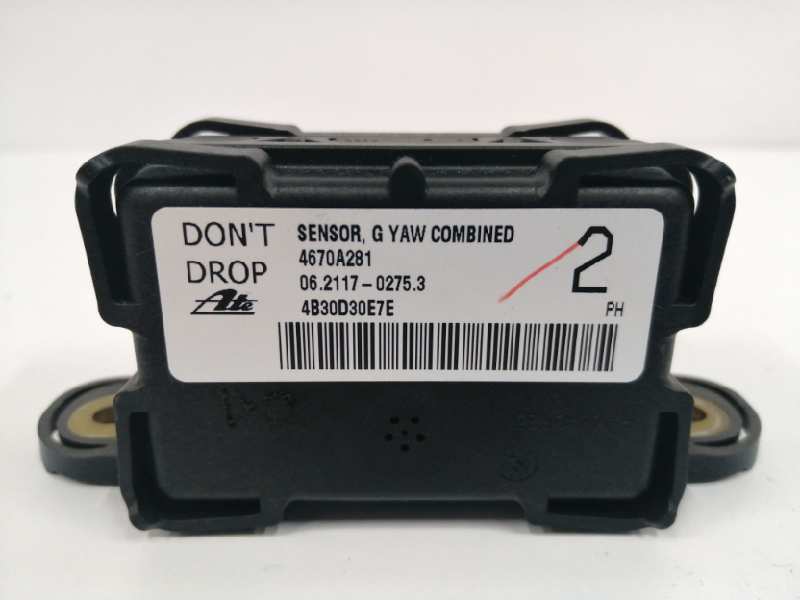 DON'T
DROP
Ate
SENSOR, G YAW COMBINED
4670A281
06.2117-0275.3
4B30D30E7E
2
PH